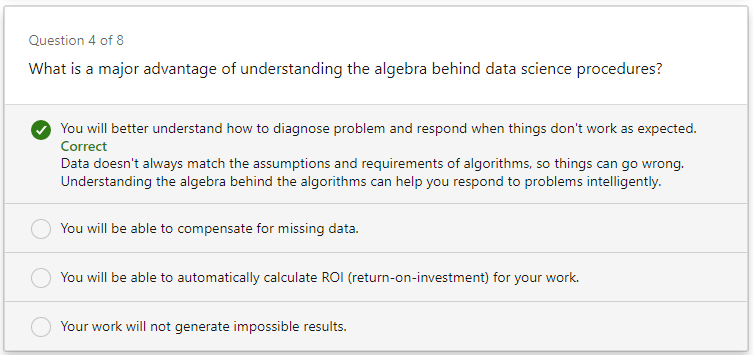 Question 4 of 8
What is a major advantage of understanding the algebra behind data science procedures?
You will better understand how to diagnose problem and respond when things don't work as expected.
Correct
Data doesn't always match the assumptions and requirements of algorithms, so things can go wrong.
Understanding the algebra behind the algorithms can help you respond to problems intelligently.
You will be able to compensate for missing data.
You will be able to automatically calculate ROI (return-on-investment) for your work.
Your work will not generate impossible results.